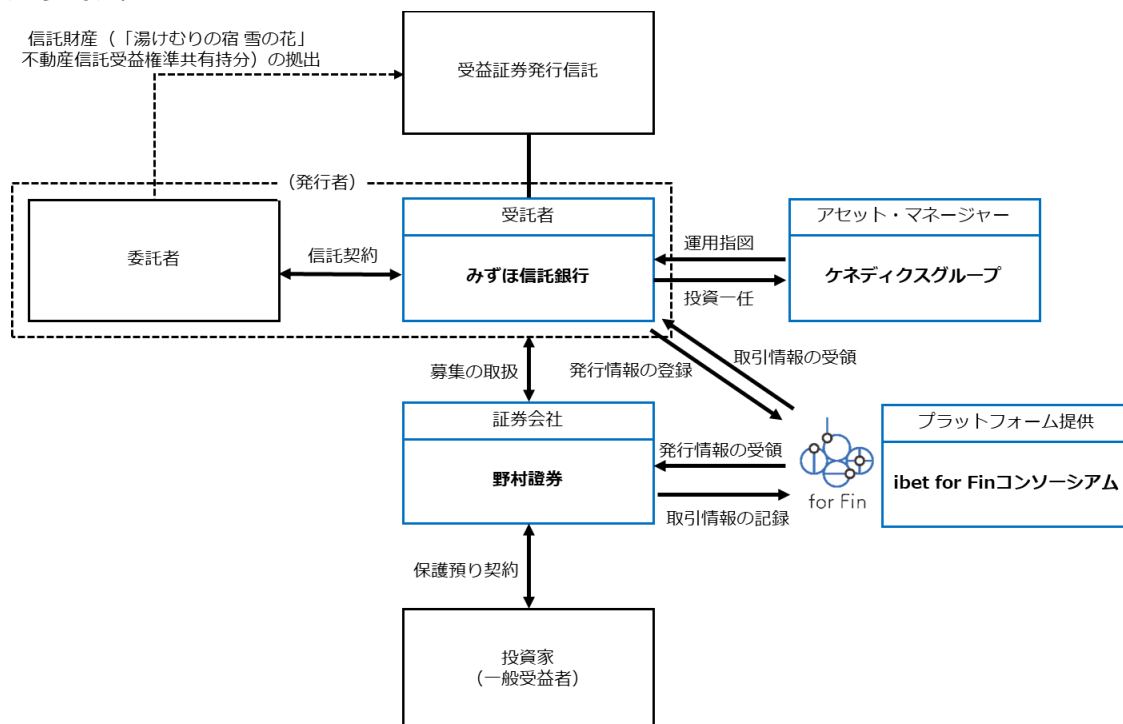 信託財産（「湯けむりの宿 雪の花」
不動産信託受益権準共有持分）の拠出
受益証券発行信託
（発行者）
委託者
信託契約
受託者
みずほ信託銀行
運用指図
投資一任
アセット・マネージャー
ケネディクスグループ
募集の取扱
発行情報の登録
取引情報の受領
証券会社
野村證券
発行情報の受領
取引情報の記録
for Fin
プラットフォーム提供
ibet for Finコンソーシアム
保護預り契約
投資家
（一般受益者）